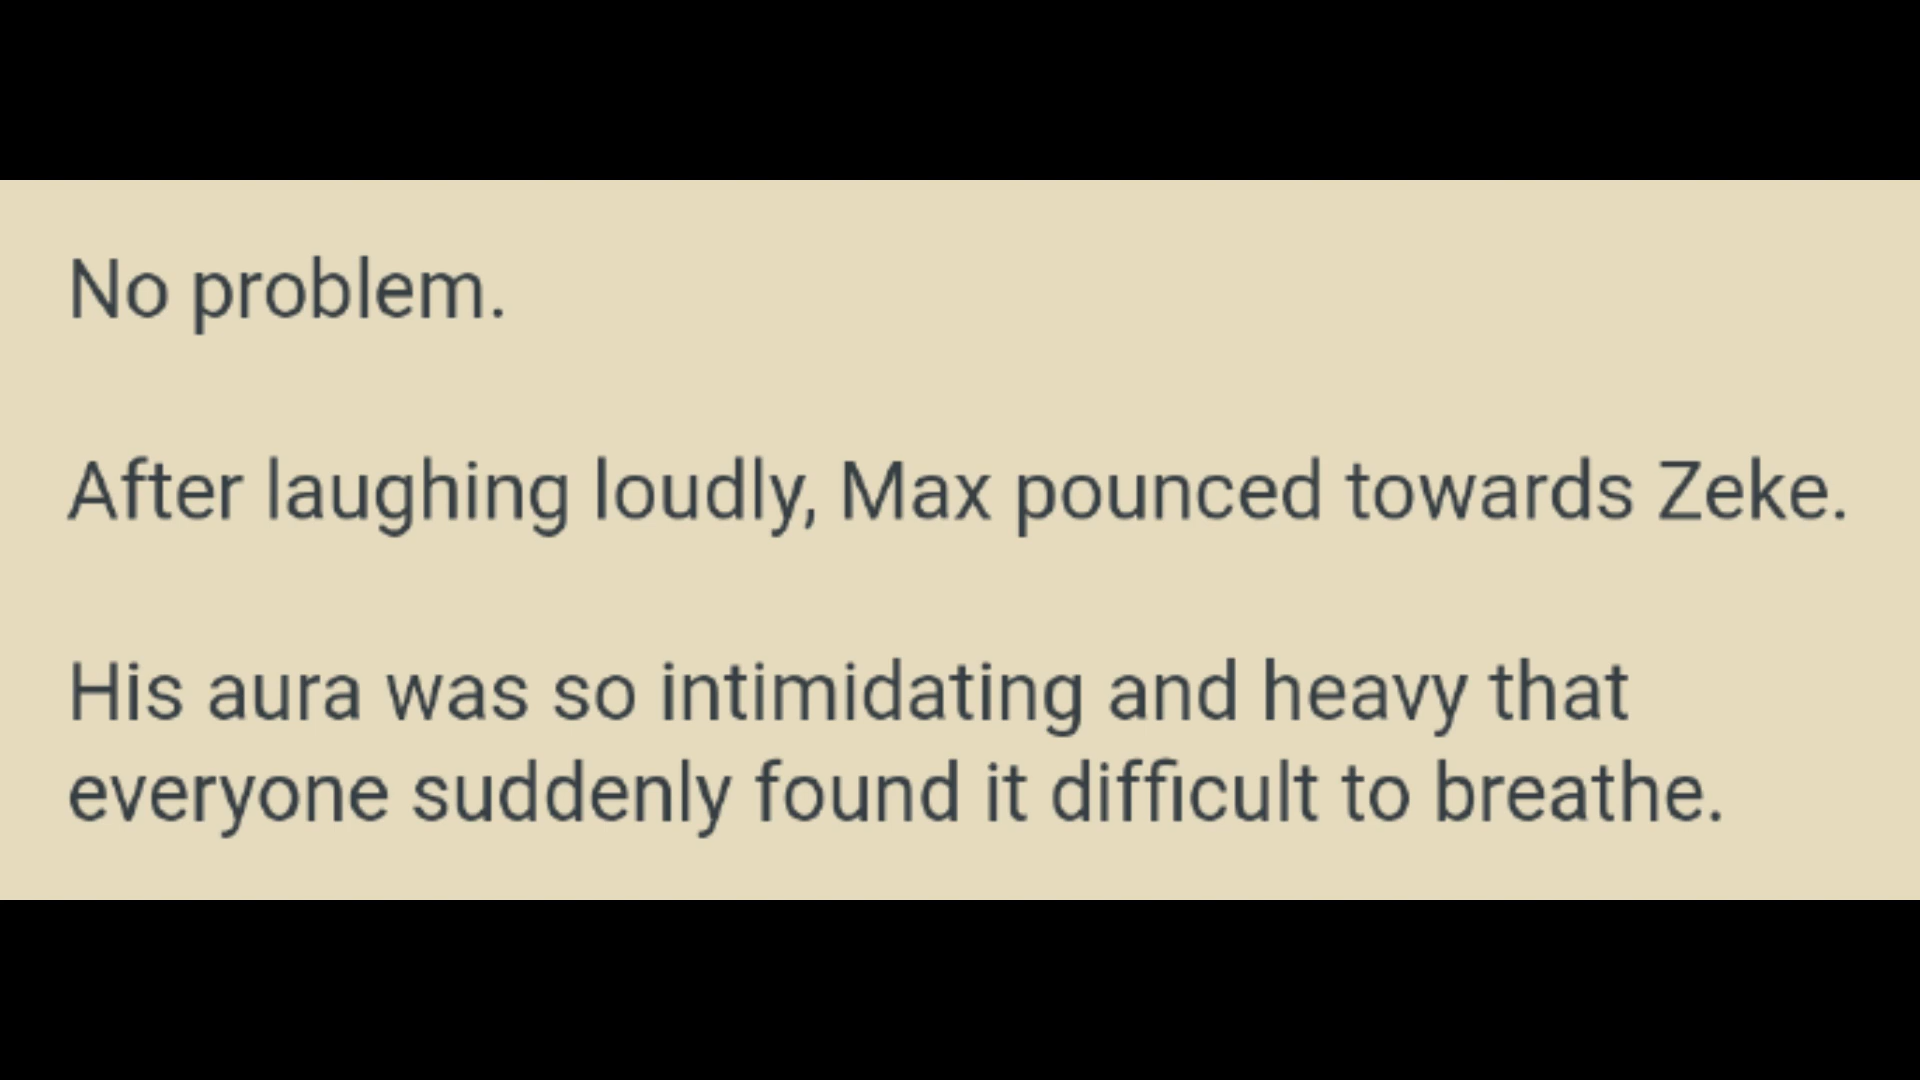 No problem.
After laughing loudly, Max pounced towards Zeke.
His aura was so intimidating and heavy that
everyone suddenly found it difficult to breathe.